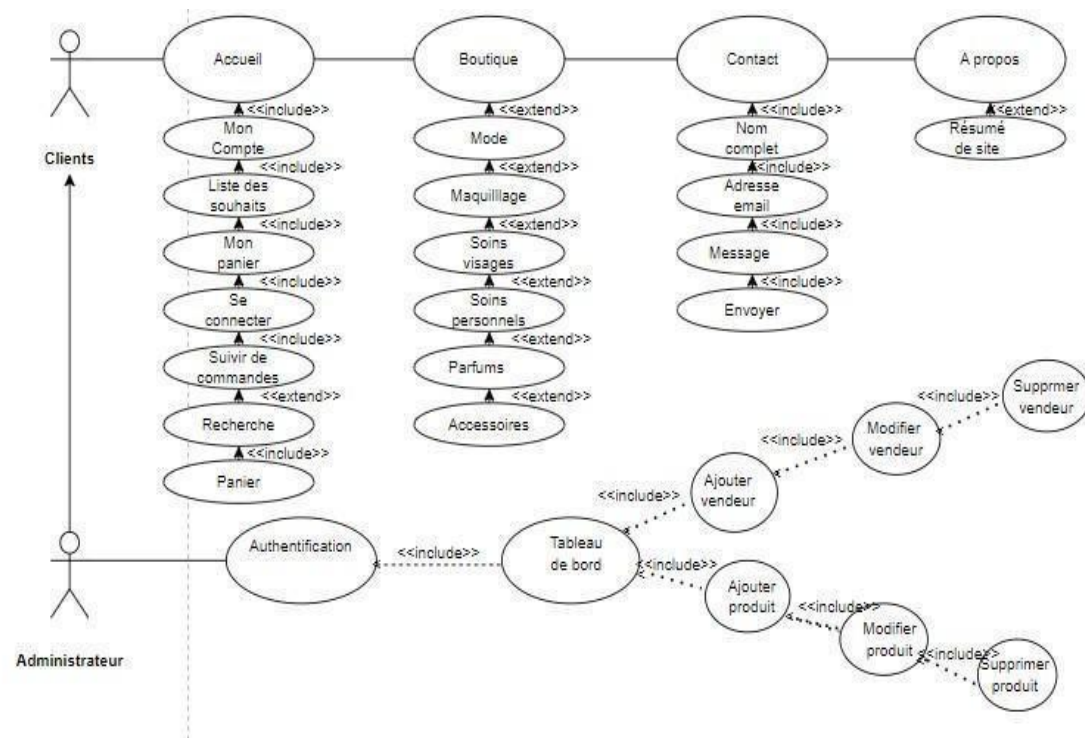 Accueil
Boutique
Contact
A propos
<<include>>
<<extend>>
<<include>>
<<extend>>
Mon
Compte
Mode
Nom
complet
Résumé
de site
Clients
<<include>>
<<extend>>
<<include>>
Liste des
souhaits
Maquilllage
Adresse
email
<<include>>
<<extend>>
<<include>>
Mon
panier
Soins
visages
Message
<<include>>
<<extend>>
<<include>>
Se
connecter
Soins
personnels
Envoyer
<<include>>
<<extend>>
Suivir de
commandes
Parfums
<<extend>>
<<extend>>
Recherche
Accessoires
<<include>>
Panier
Supprmer
vendeur
<<include>>
Modifier
vendeur
<<include>>
Ajouter
vendeur
<<include>>
Authentification
<<include>>
Tableau
de bord
<<include>>
Ajouter
produit
<<include>>
Modifier
produit
<<include>>
Supprimer
produit
Administrateur